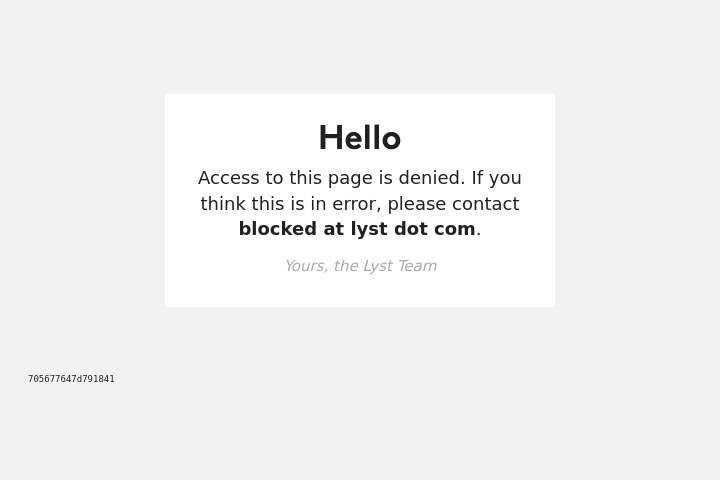 Hello
Access to this page is denied. If you
think this is in error, please contact
blocked at lyst dot com.
Yours, the Lyst Team
705677647d791841